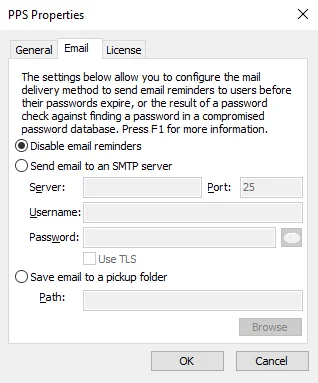 PPS Properties
General Email License
The settings below allow you to configure the mail
delivery method to send email reminders to users before
their passwords expire, or the result of a password
check against finding a password in a compromised
password database. Press F1 for more information.
Disable email reminders
Send email to an SMTP server
Server: Port: 25
Username:
Password:
Use TLS
Save email to a pickup folder
Path:
Browse
OK Cancel